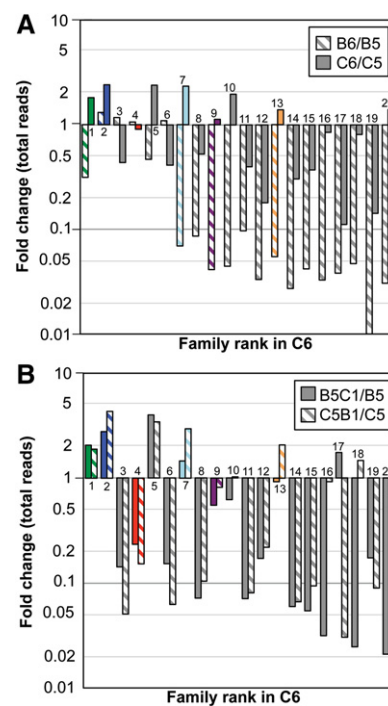 A
B6/B5
C6/C5
Fold change (total reads)
10
5
2
1
0.5
0.2
0.1
0.05
0.02
0.01
1 2 3 4 5 6 7 8 9 10 11 12 13 14 15 16 17 18 19 2
Family rank in C6
B
B5C1/B5
C5B1/C5
Fold change (total reads)
10
5
2
1
0.5
0.2
0.1
0.05
0.02
0.01
1 2 3 4 5 6 7 8 9 10 11 12 13 14 15 16 17 18 19 2
Family rank in C6